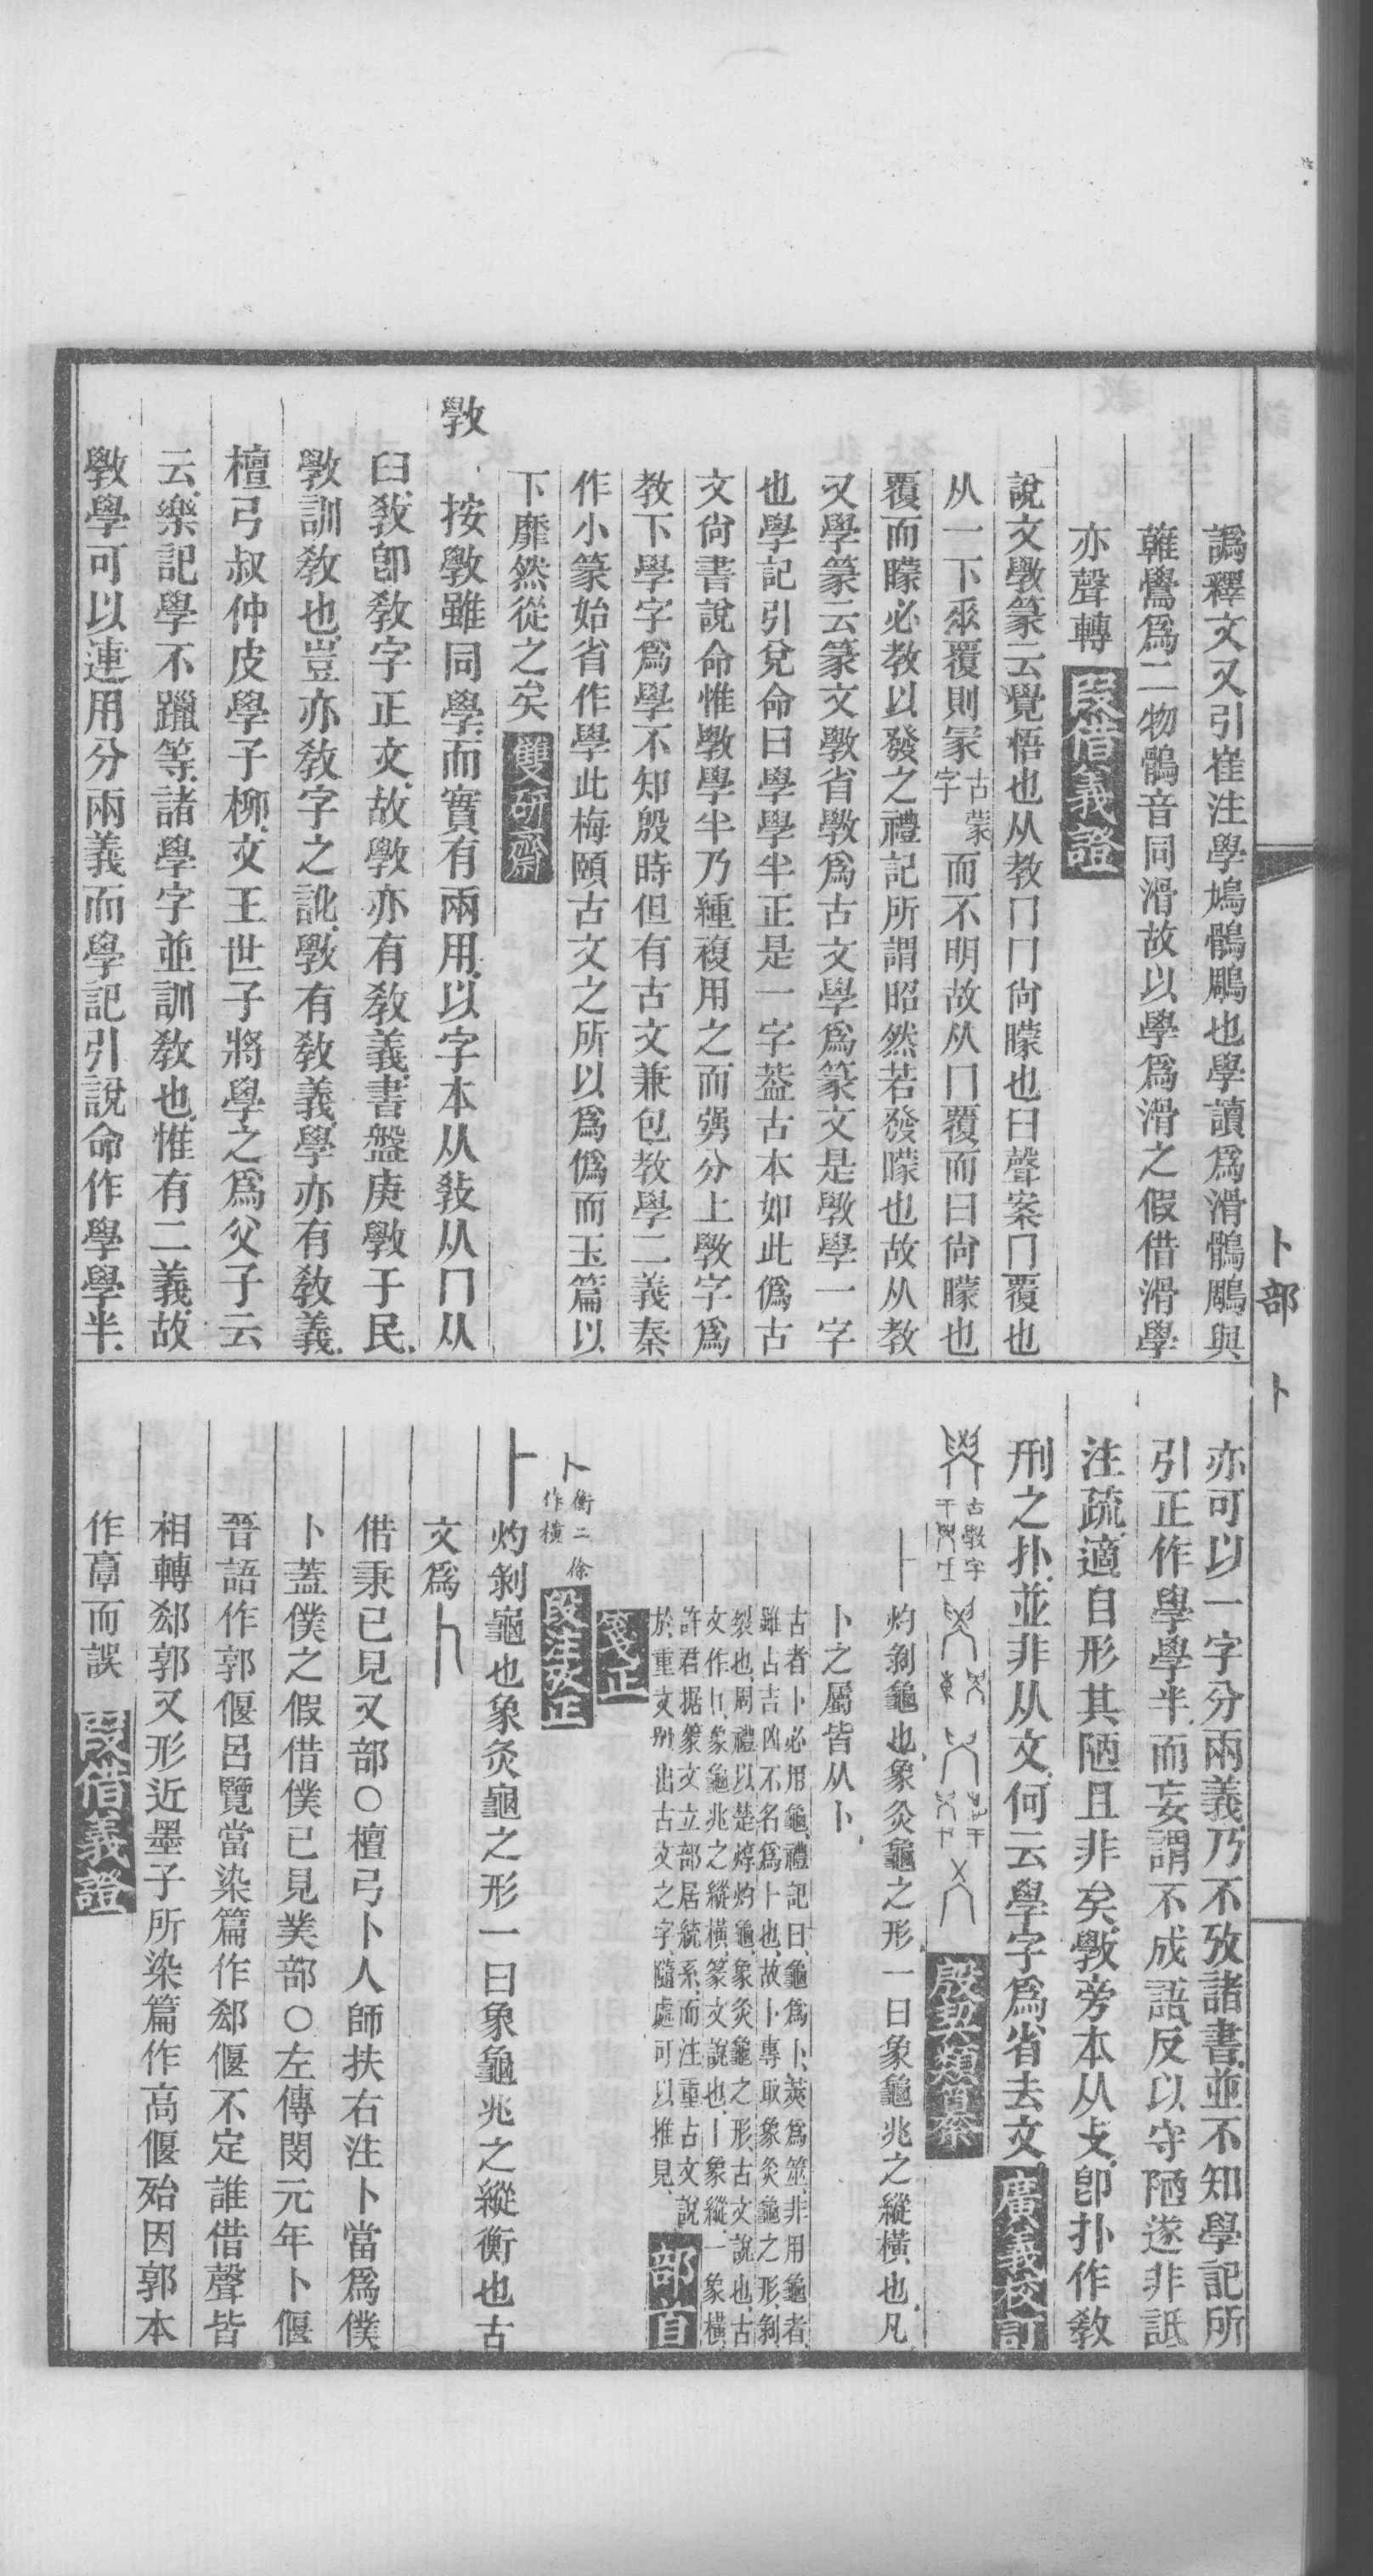 譌釋文又引崔注學鳩鶻鵰也學讀爲滑鶻鵰與
雗鷽爲二物鶻音同滑故以學爲滑之假借滑學
亦聲轉 叚借義證
說文斆篆云覺悟也从教冂冂尙矇也臼聲案冂覆也
从一下垂覆則冡古蒙字而不明故从冂覆而曰尙矇也
覆而矇必教以發之禮記所謂昭然若發矇也故从教
又學篆云篆文斆省斆爲古文學爲篆文是斆學一字
也學記引兌命曰學學半正是一字葢古本如此僞古
文尙書說命惟斆學半乃緟複用之而強分上斆字爲
教下學字爲學不知殷時但有古文兼包教學二義秦
作小篆始省作學此梅頤古文之所以爲僞而玉篇以
下靡然從之矣 雙硏齋
斆 按斆雖同學、而實有兩用、以字本从敎从冂从
臼、敎卽教字正文、故斆亦有敎義、書盤庚斆于民、
斆訓敎也、豈亦敎字之訛、斆有敎義、學亦有敎義、
檀弓叔仲皮學子柳、文王世子將學之爲父子云
云、樂記學不躐等、諸學字並訓敎也、惟有二義、故
斆學可以連用分兩義而學記引說命作學學半、
亦可以一字分兩義、乃不攷諸書、並不知學記所
引正作學學半、而妄謂不成語、反以守陋遂非詆
注疏、適自形其陋且非矣、斆旁本从攴、卽扑作敎
刑之扑、並非从文、何云學字爲省去文、 廣義校訂
古斆字 殷契類纂
卜 灼剝龜也、象灸龜之形、一曰象龜兆之縱橫也、凡
卜之屬皆从卜、
古者卜必用龜、禮記曰、龜爲卜、筴爲筮、非用龜者、
雖占吉凶不名爲卜也、故卜專取象灸龜之形、剝
裂也、周禮以楚焞灼龜、象灸龜之形、古文說也、古
文作卜、象龜兆之縱橫、篆文說也、丨象縱、一象橫、
許君据篆文立部居統系、而注重古文說
於重文別出古文之字、隨處可以推見、 部首
箋正
卜 衡二徐作橫 段注攷正
卜 灼剝龜也象灸龜之形一曰象龜兆之縱衡也古
文爲卜
偕秉已見又部○檀弓卜人師扶右注卜當爲僕
卜蓋僕之假借僕已見菐部○左傳閔元年卜偃
晉語作郭偃呂覽當染篇作郄偃不定誰借聲皆
相轉郄郭又形近墨子所染篇作高偃殆因郭本
作𩫏而誤 叚借義證
卜部 卜